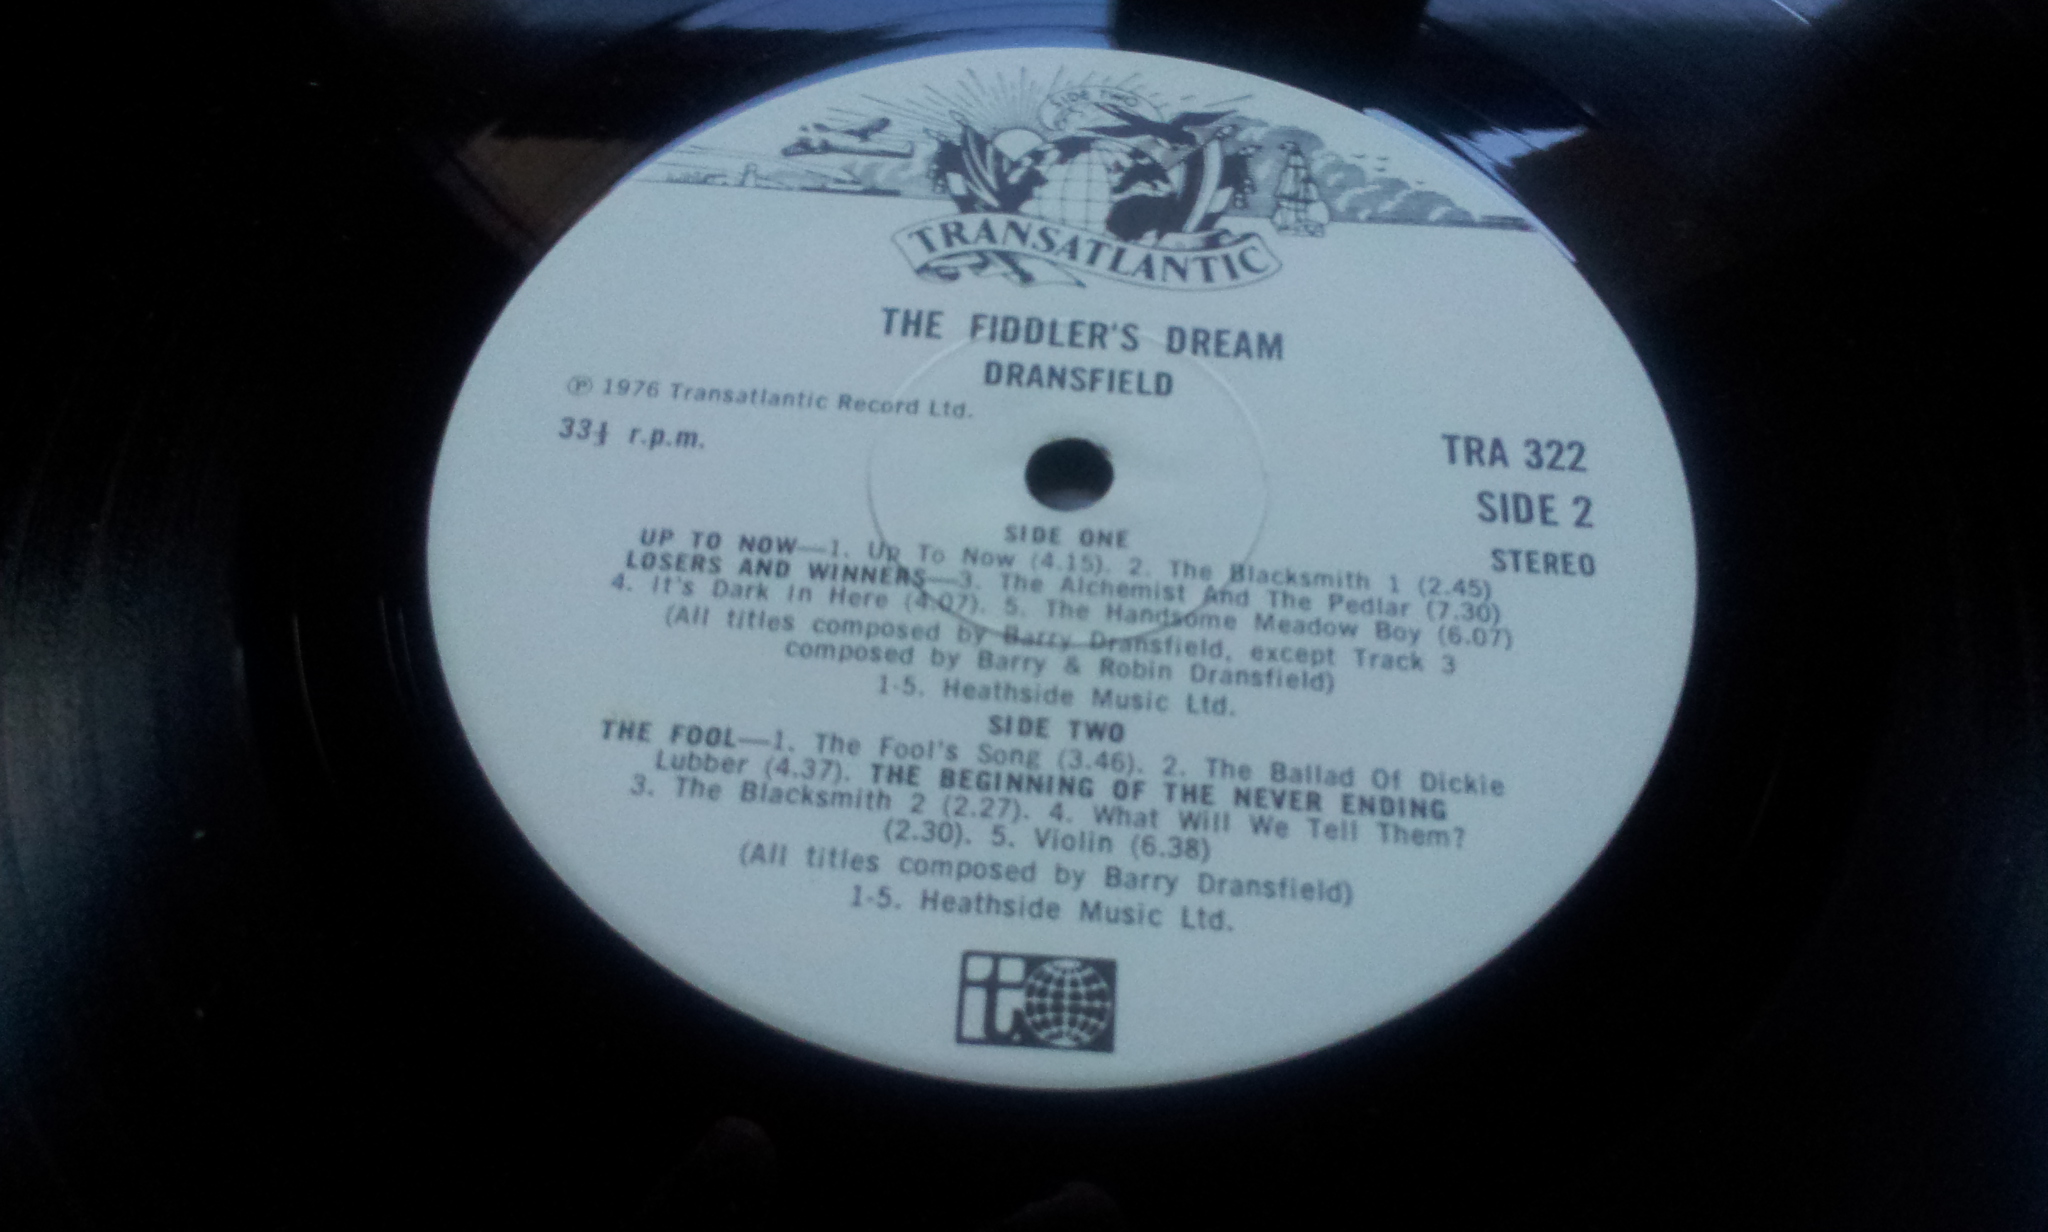 SIDE TWO
TRANSATLANTIC
THE FIDDLER'S DREAM
DRANSFIELD
Ⓟ 1976 Transatlantic Record Ltd.
33⅓ r.p.m.
TRA 322
SIDE 2
STEREO
SIDE ONE
UP TO NOW—1. Up To Now (4.15). 2. The Blacksmith 1 (2.45)
LOSERS AND WINNERS—3. The Alchemist And The Pedlar (7.30)
4. It's Dark In Here (4.07). 5. The Handsome Meadow Boy (6.07)
(All titles composed by Barry Dransfield, except Track 3
composed by Barry & Robin Dransfield)
1-5. Heathside Music Ltd.
SIDE TWO
THE FOOL—1. The Fool's Song (3.46). 2. The Ballad Of Dickie
Lubber (4.37). THE BEGINNING OF THE NEVER ENDING
3. The Blacksmith 2 (2.27). 4. What Will We Tell Them?
(2.30). 5. Violin (6.38)
(All titles composed by Barry Dransfield)
1-5. Heathside Music Ltd.
it.